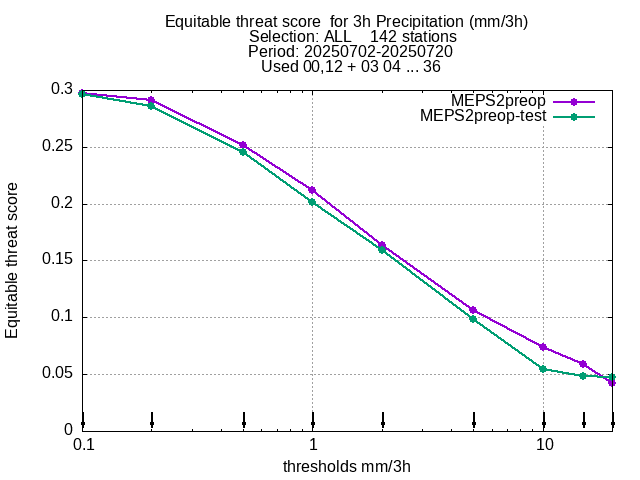 Equitable threat score  for 3h Precipitation (mm/3h)
Selection: ALL    142 stations
Period: 20250702-20250720
Used 00,12 + 03 04 ... 36
MEPS2preop
MEPS2preop-test
0.3
0.25
0.2
0.15
0.1
0.05
0
Equitable threat score
0.1 1 10
thresholds mm/3h